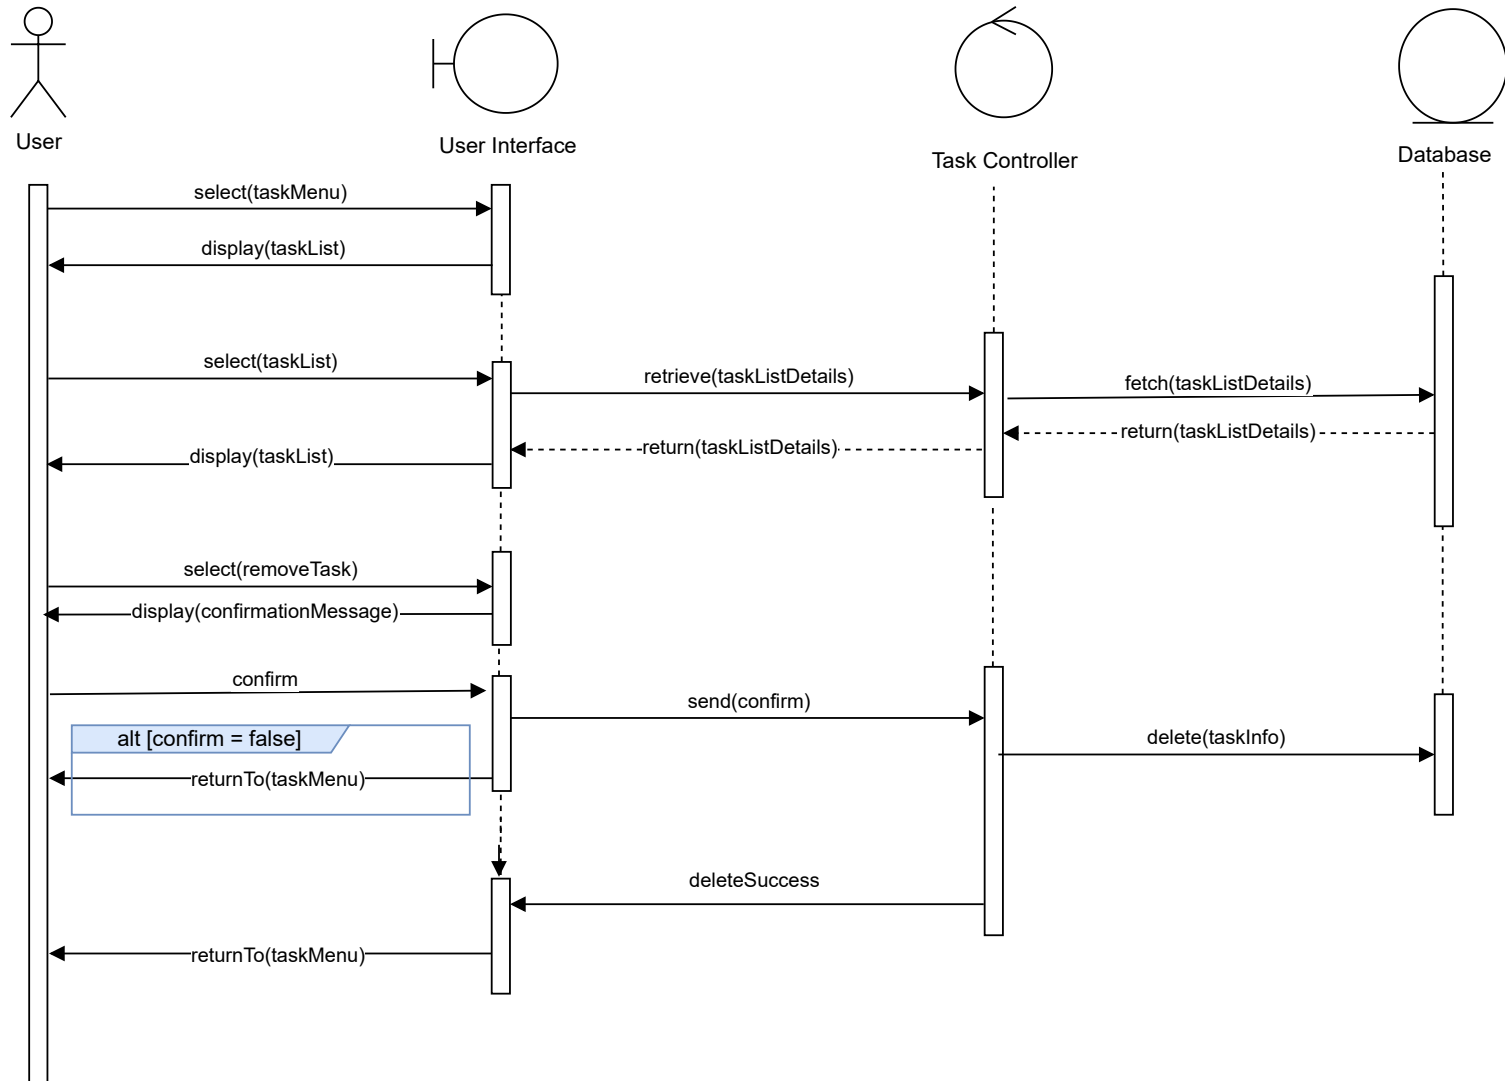 User
User Interface
Task Controller
Database
select(taskMenu)
display(taskList)
select(taskList)
retrieve(taskListDetails)
fetch(taskListDetails)
return(taskListDetails)
return(taskListDetails)
display(taskList)
select(removeTask)
display(confirmationMessage)
confirm
send(confirm)
alt [confirm = false]
delete(taskInfo)
returnTo(taskMenu)
deleteSuccess
returnTo(taskMenu)